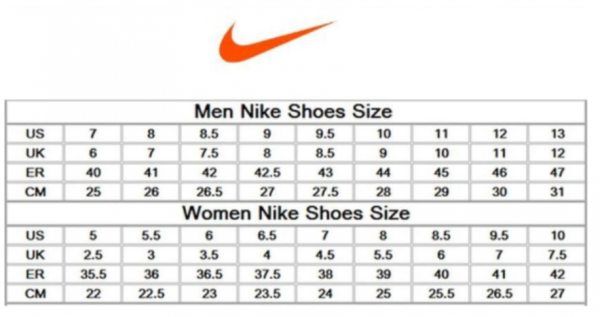 Men Nike Shoes Size
US 7 8 8.5 9 9.5 10 11 12 13
UK 6 7 7.5 8 8.5 9 10 11 12
ER 40 41 42 42.5 43 44 45 46 47
CM 25 26 26.5 27 27.5 28 29 30 31
Women Nike Shoes Size
US 5 5.5 6 6.5 7 8 8.5 9.5 10
UK 2.5 3 3.5 4 4.5 5.5 6 7 7.5
ER 35.5 36 36.5 37.5 38 39 40 41 42
CM 22 22.5 23 23.5 24 25 25.5 26.5 27